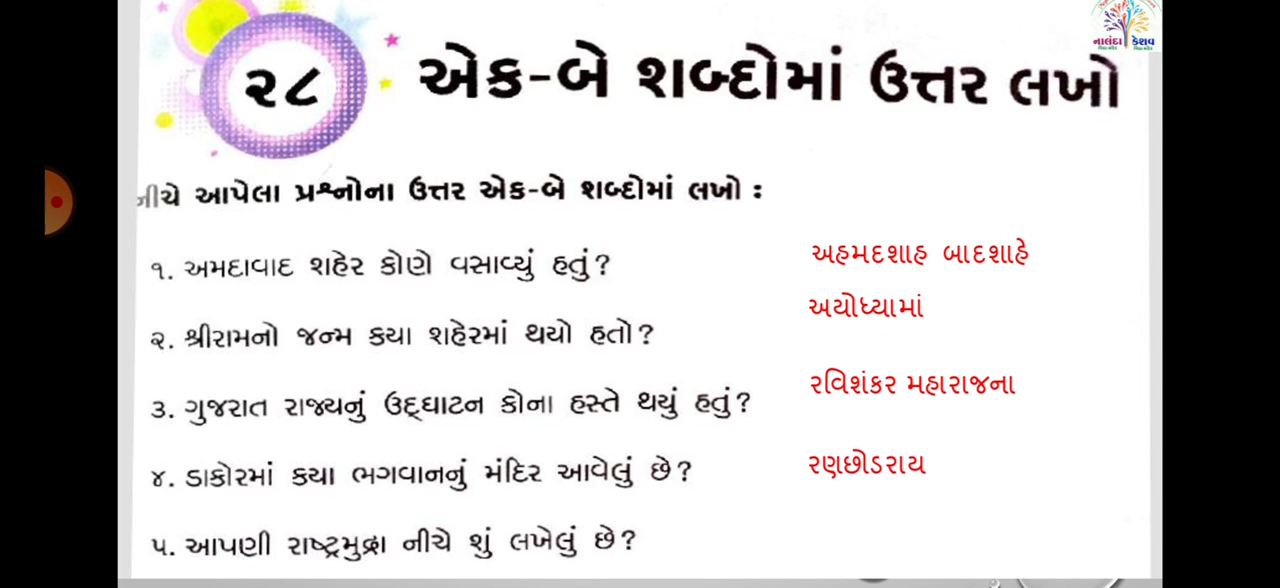 નાલંદા કેશવ
૨૮
એક-બે શબ્દોમાં ઉત્તર લખો
નીચે આપેલા પ્રશ્નોના ઉત્તર એક-બે શબ્દોમાં લખો :
૧. અમદાવાદ શહેર કોણે વસાવ્યું હતું? અહમદશાહ બાદશાહે
૨. શ્રીરામનો જન્મ કયા શહેરમાં થયો હતો? અયોધ્યામાં
૩. ગુજરાત રાજ્યનું ઉદ્ઘાટન કોના હસ્તે થયું હતું? રવિશંકર મહારાજના
૪. ડાકોરમાં કયા ભગવાનનું મંદિર આવેલું છે? રણછોડરાય
૫. આપણી રાષ્ટ્રમુદ્રા નીચે શું લખેલું છે?